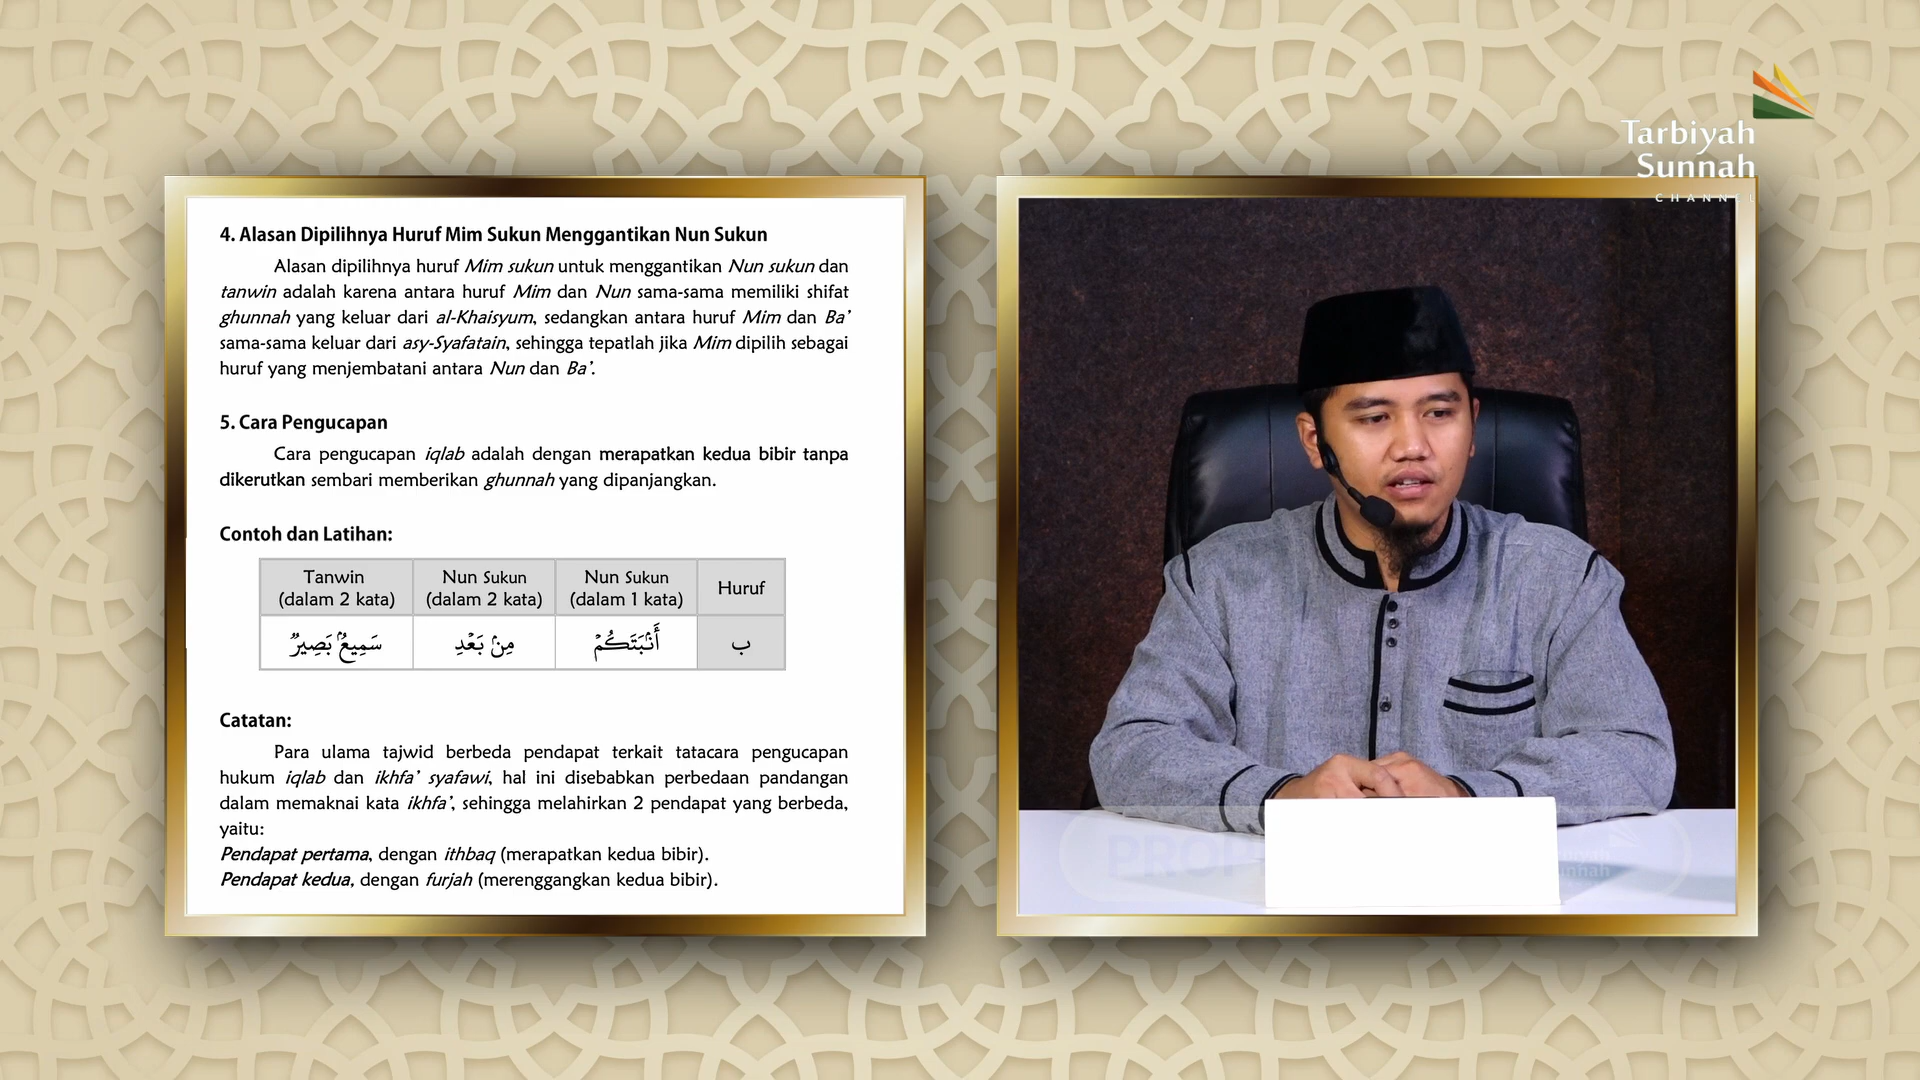 4. Alasan Dipilihnya Huruf Mim Sukun Menggantikan Nun Sukun
Alasan dipilihnya huruf Mim sukun untuk menggantikan Nun sukun dan
tanwin adalah karena antara huruf Mim dan Nun sama-sama memiliki shifat
ghunnah yang keluar dari al-Khaisyum, sedangkan antara huruf Mim dan Ba'
sama-sama keluar dari asy-Syafatain, sehingga tepatlah jika Mim dipilih sebagai
huruf yang menjembatani antara Nun dan Ba'.
5. Cara Pengucapan
Cara pengucapan iqlab adalah dengan merapatkan kedua bibir tanpa
dikerutkan sembari memberikan ghunnah yang dipanjangkan.
Contoh dan Latihan:
Tanwin Nun Sukun Nun Sukun Huruf
(dalam 2 kata) (dalam 2 kata) (dalam 1 kata)
سَمِيعُۢ بَصِيرٌ مِنۢ بَعْدِ أَنۢبَتَكُمْ ب
Catatan:
Para ulama tajwid berbeda pendapat terkait tatacara pengucapan
hukum iqlab dan ikhfa' syafawi, hal ini disebabkan perbedaan pandangan
dalam memaknai kata ikhfa', sehingga melahirkan 2 pendapat yang berbeda,
yaitu:
Pendapat pertama, dengan ithbaq (merapatkan kedua bibir).
Pendapat kedua, dengan furjah (merenggangkan kedua bibir).
Tarbiyah
Sunnah
CHANNEL